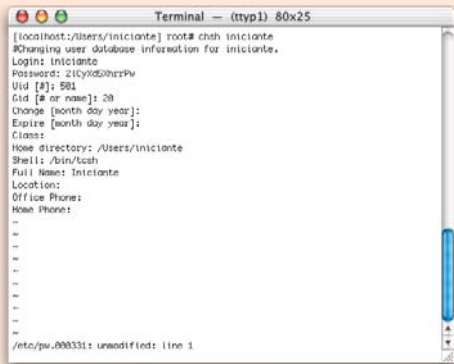 Terminal — (ttyp1) 80x25
[localhost:/Users/iniciante] root# chsh iniciante
#Changing user database information for iniciante.
Login: iniciante
Password:
Uid [#]: 501
Gid [# or name]: 20
Change [month day year]:
Expire [month day year]:
Class:
Home directory: /Users/iniciante
Shell: /bin/tcsh
Full Name: Iniciante
Location:
Office Phone:
Home Phone:
~
~
~
~
~
~
~
~
~
/etc/pw.000331: unmodified: line 1